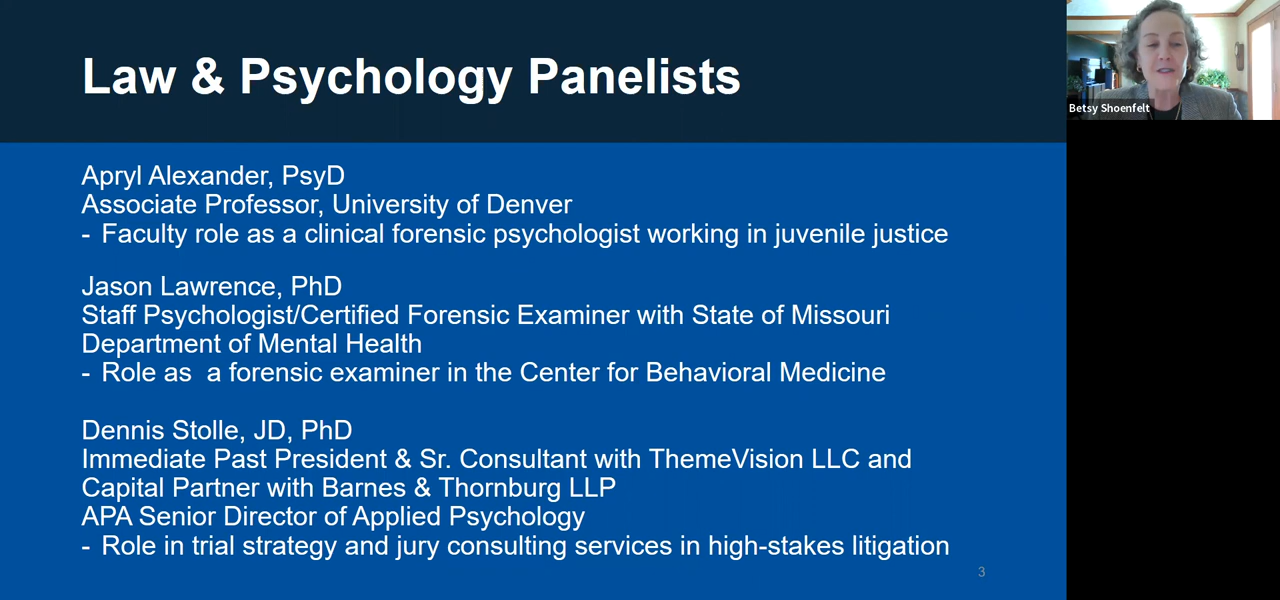 Law & Psychology Panelists
Betsy Shoenfelt
Apryl Alexander, PsyD
Associate Professor, University of Denver
- Faculty role as a clinical forensic psychologist working in juvenile justice
Jason Lawrence, PhD
Staff Psychologist/Certified Forensic Examiner with State of Missouri
Department of Mental Health
- Role as  a forensic examiner in the Center for Behavioral Medicine
Dennis Stolle, JD, PhD
Immediate Past President & Sr. Consultant with ThemeVision LLC and
Capital Partner with Barnes & Thornburg LLP
APA Senior Director of Applied Psychology
- Role in trial strategy and jury consulting services in high-stakes litigation
3